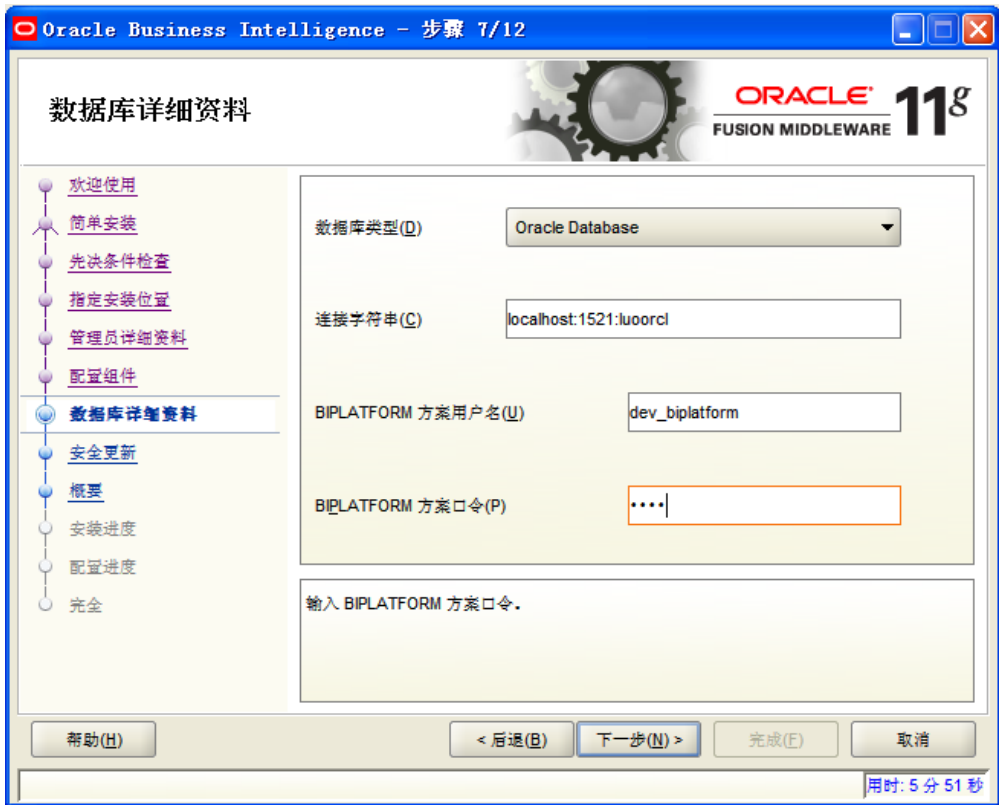 Oracle Business Intelligence - 步骤 7/12
数据库详细资料
ORACLE
FUSION MIDDLEWARE
11g
欢迎使用
简单安装
先决条件检查
指定安装位置
管理员详细资料
配置组件
数据库详细资料
安全更新
概要
安装进度
配置进度
完全
数据库类型(D)
Oracle Database
连接字符串(C)
localhost:1521:luoorcl
BIPLATFORM 方案用户名(U)
dev_biplatform
BIPLATFORM 方案口令(P)
••••
输入 BIPLATFORM 方案口令.
帮助(H)
< 后退(B)
下一步(N) >
完成(F)
取消
用时: 5 分 51 秒